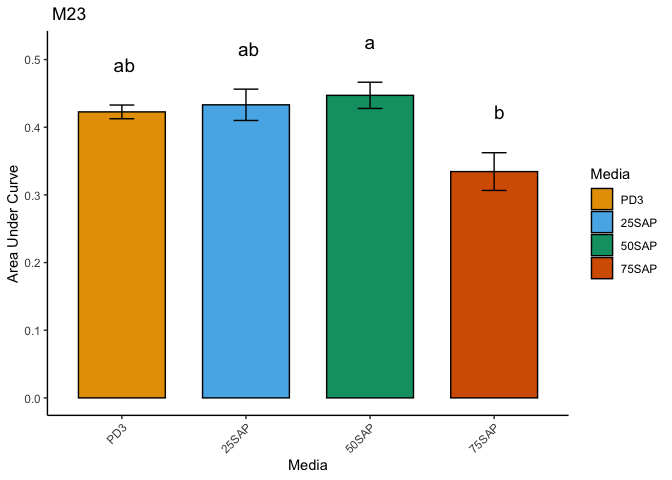 M23
ab
ab
a
b
0.5
0.4
0.3
0.2
0.1
0.0
Area Under Curve
PD3
25SAP
50SAP
75SAP
Media
Media
PD3
25SAP
50SAP
75SAP